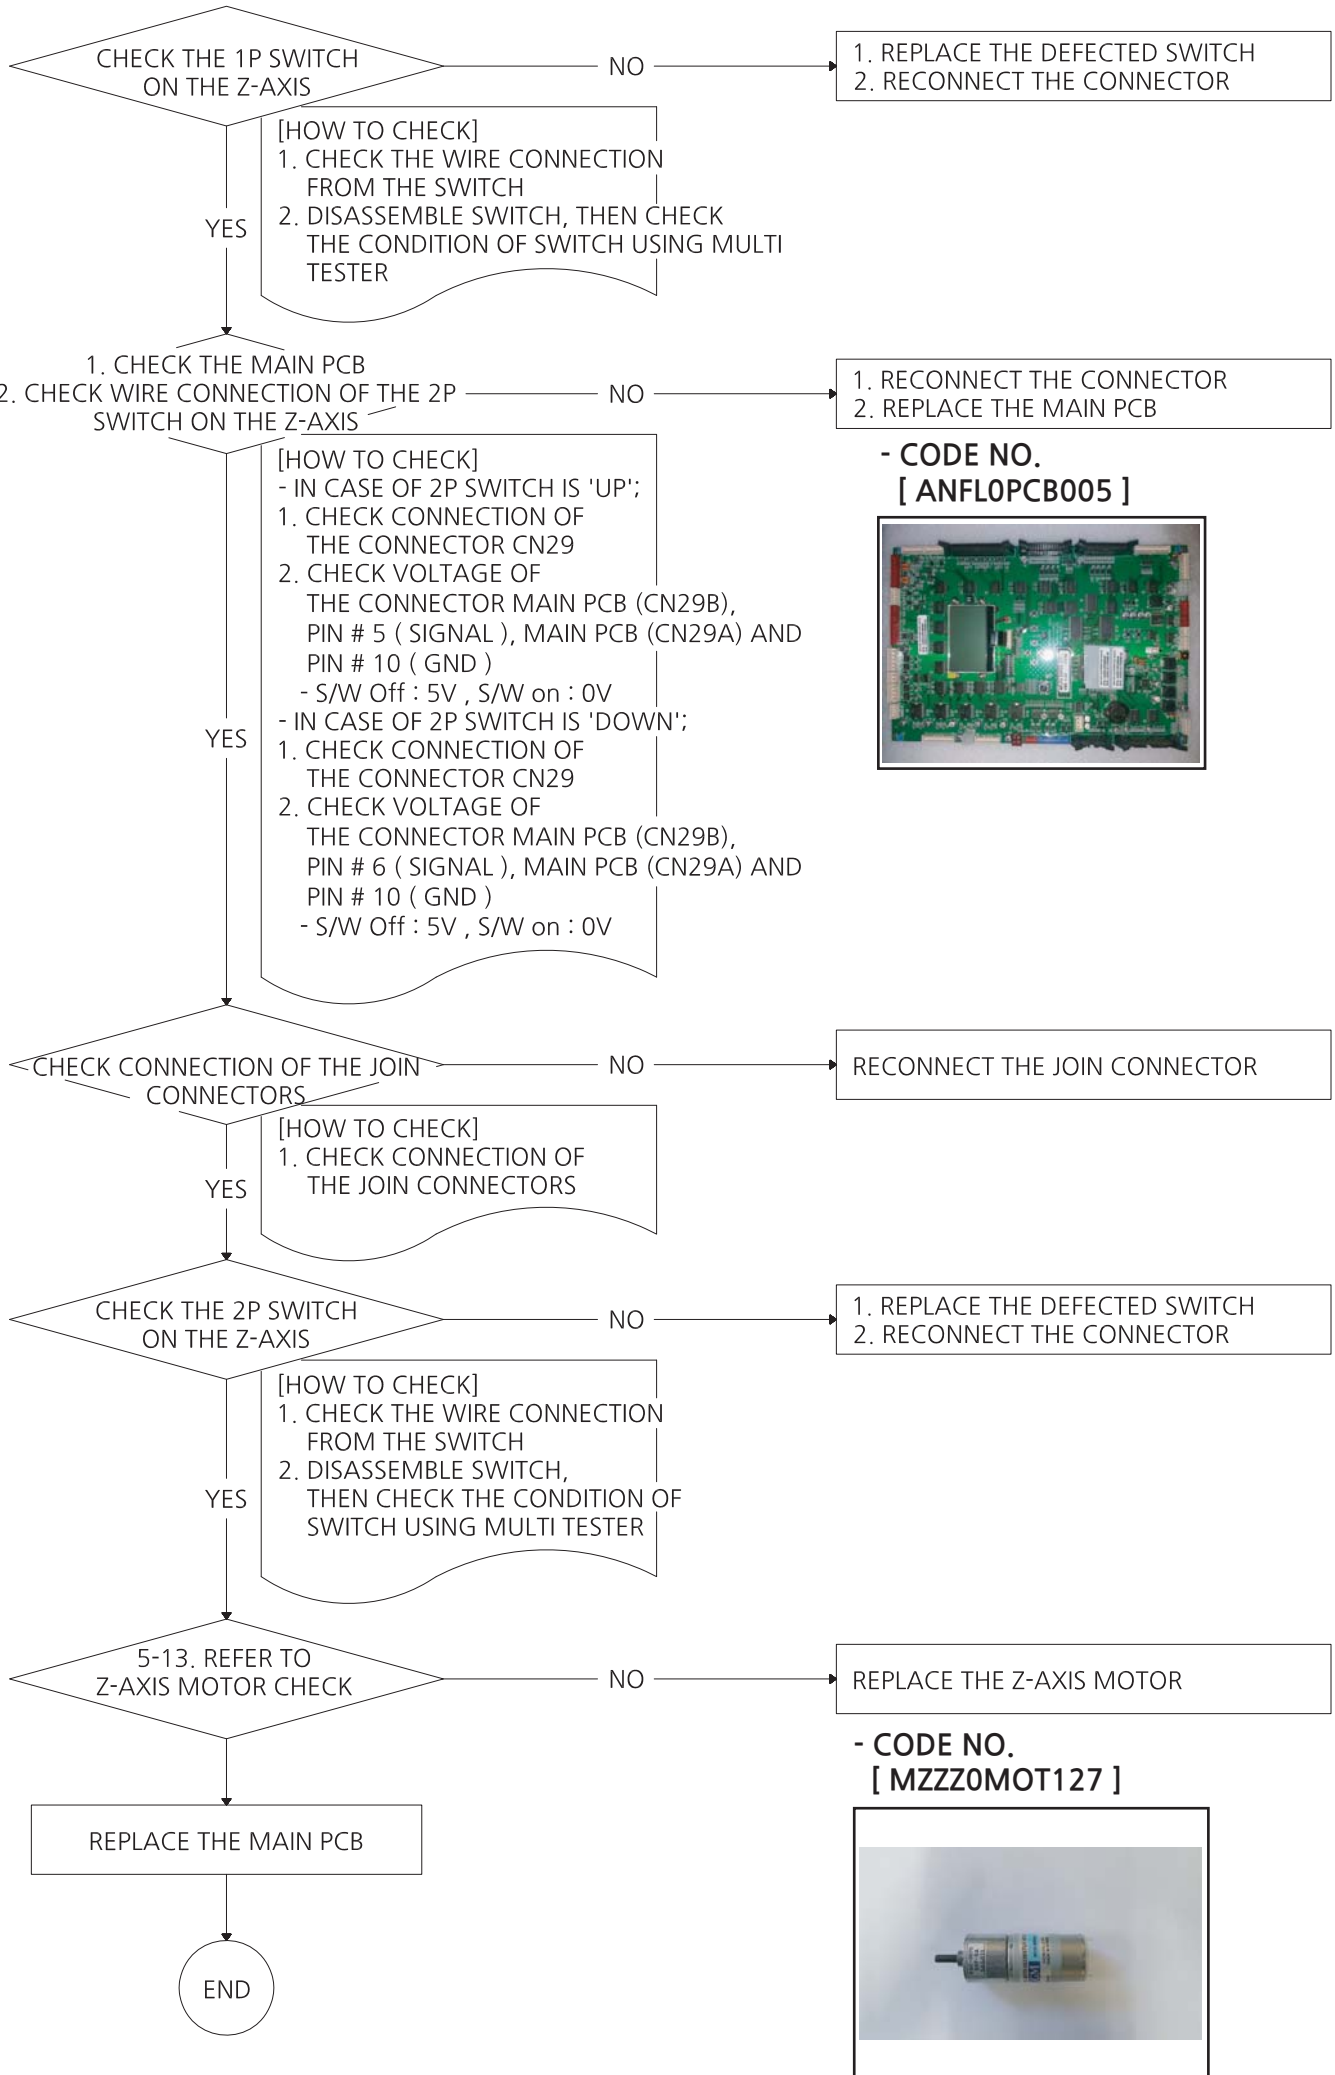 CHECK THE 1P SWITCH
ON THE Z-AXIS
NO
1. REPLACE THE DEFECTED SWITCH
2. RECONNECT THE CONNECTOR
[HOW TO CHECK]
1. CHECK THE WIRE CONNECTION
FROM THE SWITCH
2. DISASSEMBLE SWITCH, THEN CHECK
THE CONDITION OF SWITCH USING MULTI
TESTER
YES
1. CHECK THE MAIN PCB
2. CHECK WIRE CONNECTION OF THE 2P
SWITCH ON THE Z-AXIS
NO
1. RECONNECT THE CONNECTOR
2. REPLACE THE MAIN PCB
- CODE NO.
[ ANFL0PCB005 ]
[HOW TO CHECK]
- IN CASE OF 2P SWITCH IS 'UP';
1. CHECK CONNECTION OF
THE CONNECTOR CN29
2. CHECK VOLTAGE OF
THE CONNECTOR MAIN PCB (CN29B),
PIN # 5 ( SIGNAL ), MAIN PCB (CN29A) AND
PIN # 10 ( GND )
- S/W Off : 5V , S/W on : 0V
- IN CASE OF 2P SWITCH IS 'DOWN';
1. CHECK CONNECTION OF
THE CONNECTOR CN29
2. CHECK VOLTAGE OF
THE CONNECTOR MAIN PCB (CN29B),
PIN # 6 ( SIGNAL ), MAIN PCB (CN29A) AND
PIN # 10 ( GND )
- S/W Off : 5V , S/W on : 0V
YES
CHECK CONNECTION OF THE JOIN
CONNECTORS
NO
RECONNECT THE JOIN CONNECTOR
[HOW TO CHECK]
1. CHECK CONNECTION OF
THE JOIN CONNECTORS
YES
CHECK THE 2P SWITCH
ON THE Z-AXIS
NO
1. REPLACE THE DEFECTED SWITCH
2. RECONNECT THE CONNECTOR
[HOW TO CHECK]
1. CHECK THE WIRE CONNECTION
FROM THE SWITCH
2. DISASSEMBLE SWITCH,
THEN CHECK THE CONDITION OF
SWITCH USING MULTI TESTER
YES
5-13. REFER TO
Z-AXIS MOTOR CHECK
NO
REPLACE THE Z-AXIS MOTOR
- CODE NO.
[ MZZZ0MOT127 ]
REPLACE THE MAIN PCB
END